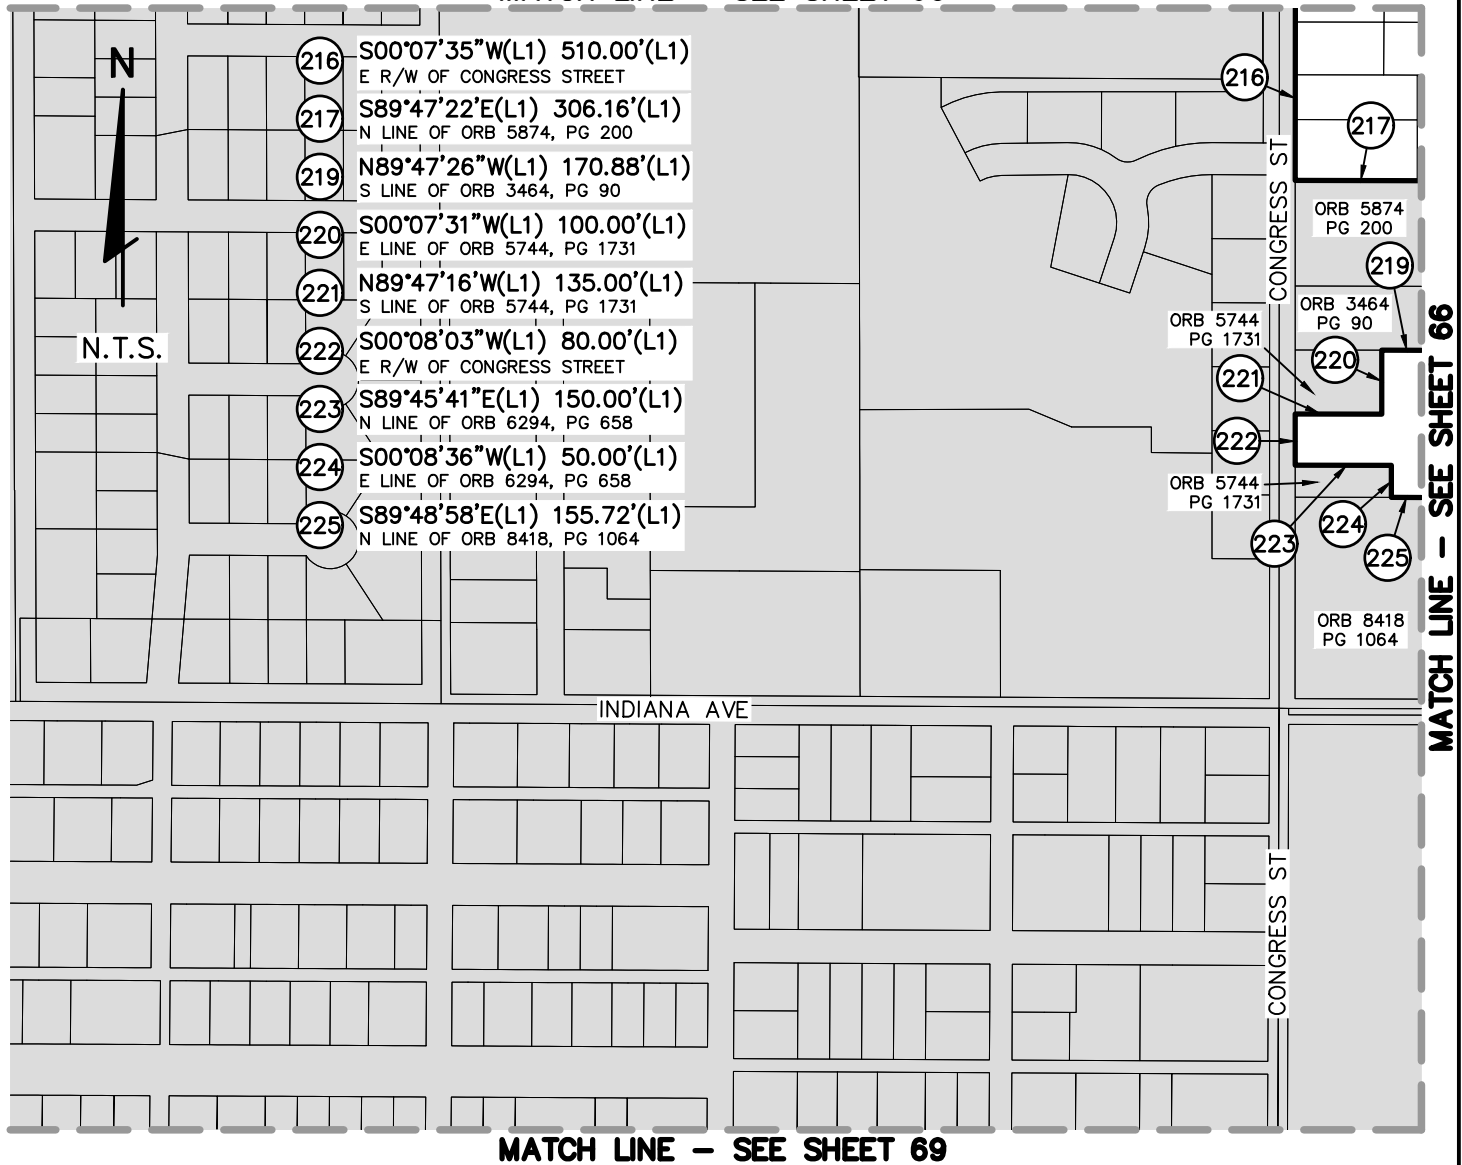 N
N.T.S.
216 S00°07'35"W(L1) 510.00'(L1)
E R/W OF CONGRESS STREET
217 S89°47'22'E(L1) 306.16'(L1)
N LINE OF ORB 5874, PG 200
219 N89°47'26"W(L1) 170.88'(L1)
S LINE OF ORB 3464, PG 90
220 S00°07'31"W(L1) 100.00'(L1)
E LINE OF ORB 5744, PG 1731
221 N89°47'16'W(L1) 135.00'(L1)
S LINE OF ORB 5744, PG 1731
222 S00°08'03"W(L1) 80.00'(L1)
E R/W OF CONGRESS STREET
223 S89°45'41"E(L1) 150.00'(L1)
N LINE OF ORB 6294, PG 658
224 S00°08'36"W(L1) 50.00'(L1)
E LINE OF ORB 6294, PG 658
225 S89°48'58'E(L1) 155.72'(L1)
N LINE OF ORB 8418, PG 1064
216
217
CONGRESS ST
ORB 5874
PG 200
219
ORB 3464
PG 90
ORB 5744
PG 1731
220
221
222
ORB 5744
PG 1731
223
224
225
ORB 8418
PG 1064
MATCH LINE - SEE SHEET 66
INDIANA AVE
CONGRESS ST
MATCH LINE - SEE SHEET 69